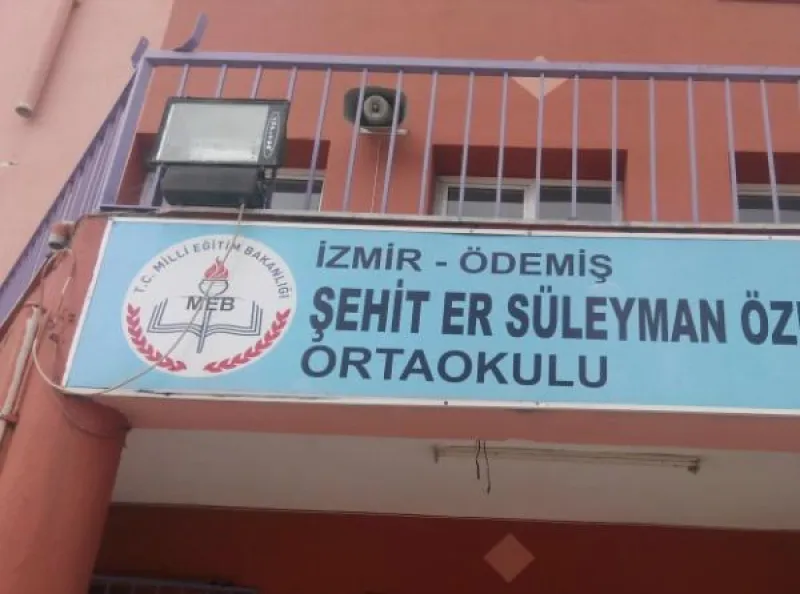 T.C. MİLLİ EĞİTİM BAKANLIĞI
MEB
İZMİR - ÖDEMİŞ
ŞEHİT ER SÜLEYMAN
ORTAOKULU